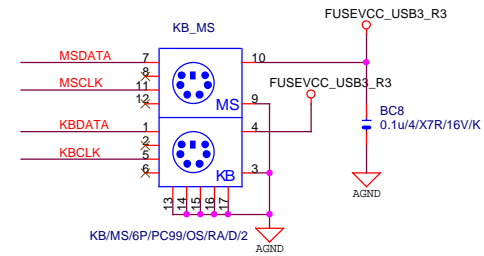 FUSEVCC_USB3_R3
KB_MS
MSDATA 7 10
8
MSCLK 11
12 MS 9
FUSEVCC_USB3_R3
BC8
0.1u/4/X7R/16V/K
KBDATA 1 4
2
KBCLK 5
6 KB 3
13 14 15 16 17
AGND
KB/MS/6P/PC99/OS/RA/D/2
AGND